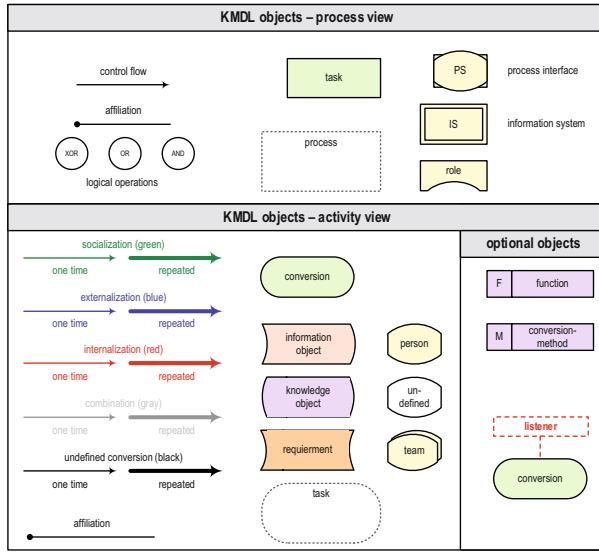 KMDL objects – process view
control flow
affiliation
XOR
OR
AND
logical operations
task
process
PS
process interface
IS
information system
role
KMDL objects – activity view
socialization (green)
one time
repeated
externalization (blue)
one time
repeated
internalization (red)
one time
repeated
combination (gray)
one time
repeated
undefined conversion (black)
one time
repeated
affiliation
conversion
information
object
person
knowledge
object
un-
defined
requierment
team
task
optional objects
F
function
M
conversion-
method
listener
conversion